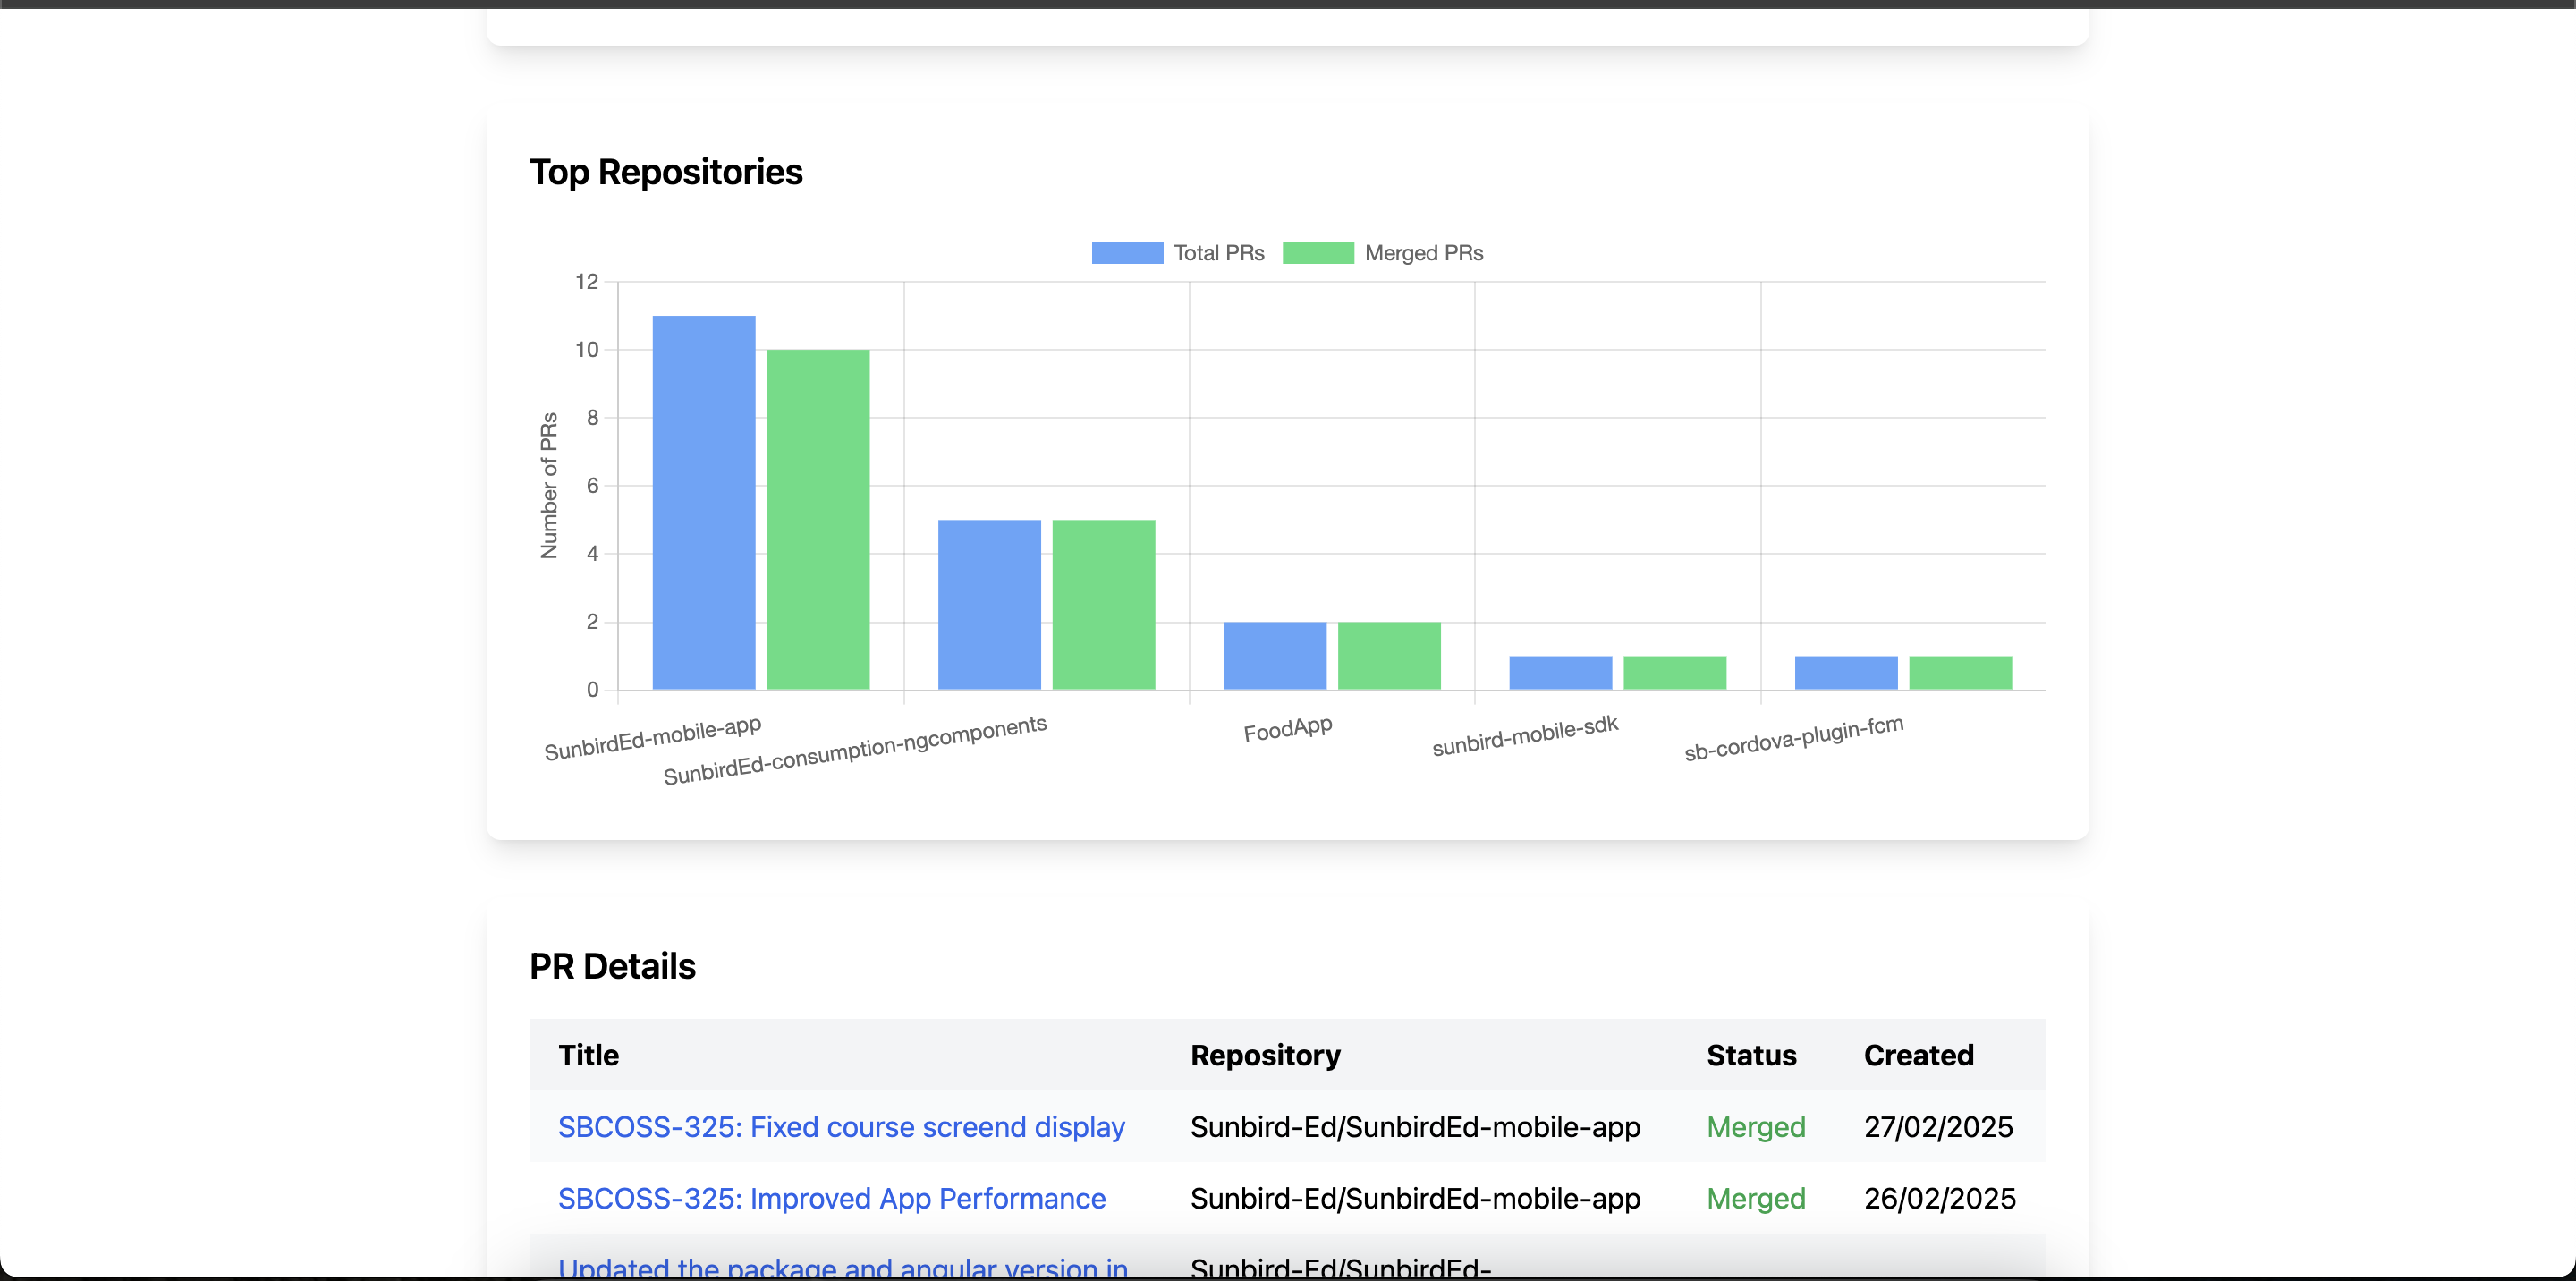 Top Repositories
Total PRs Merged PRs
12
10
8
6
4
2
0
Number of PRs
SunbirdEd-mobile-app
SunbirdEd-consumption-ngcomponents
FoodApp
sunbird-mobile-sdk
sb-cordova-plugin-fcm
PR Details
Title Repository Status Created
SBCOSS-325: Fixed course screend display Sunbird-Ed/SunbirdEd-mobile-app Merged 27/02/2025
SBCOSS-325: Improved App Performance Sunbird-Ed/SunbirdEd-mobile-app Merged 26/02/2025
Updated the package and angular version in Sunbird-Ed/SunbirdEd-